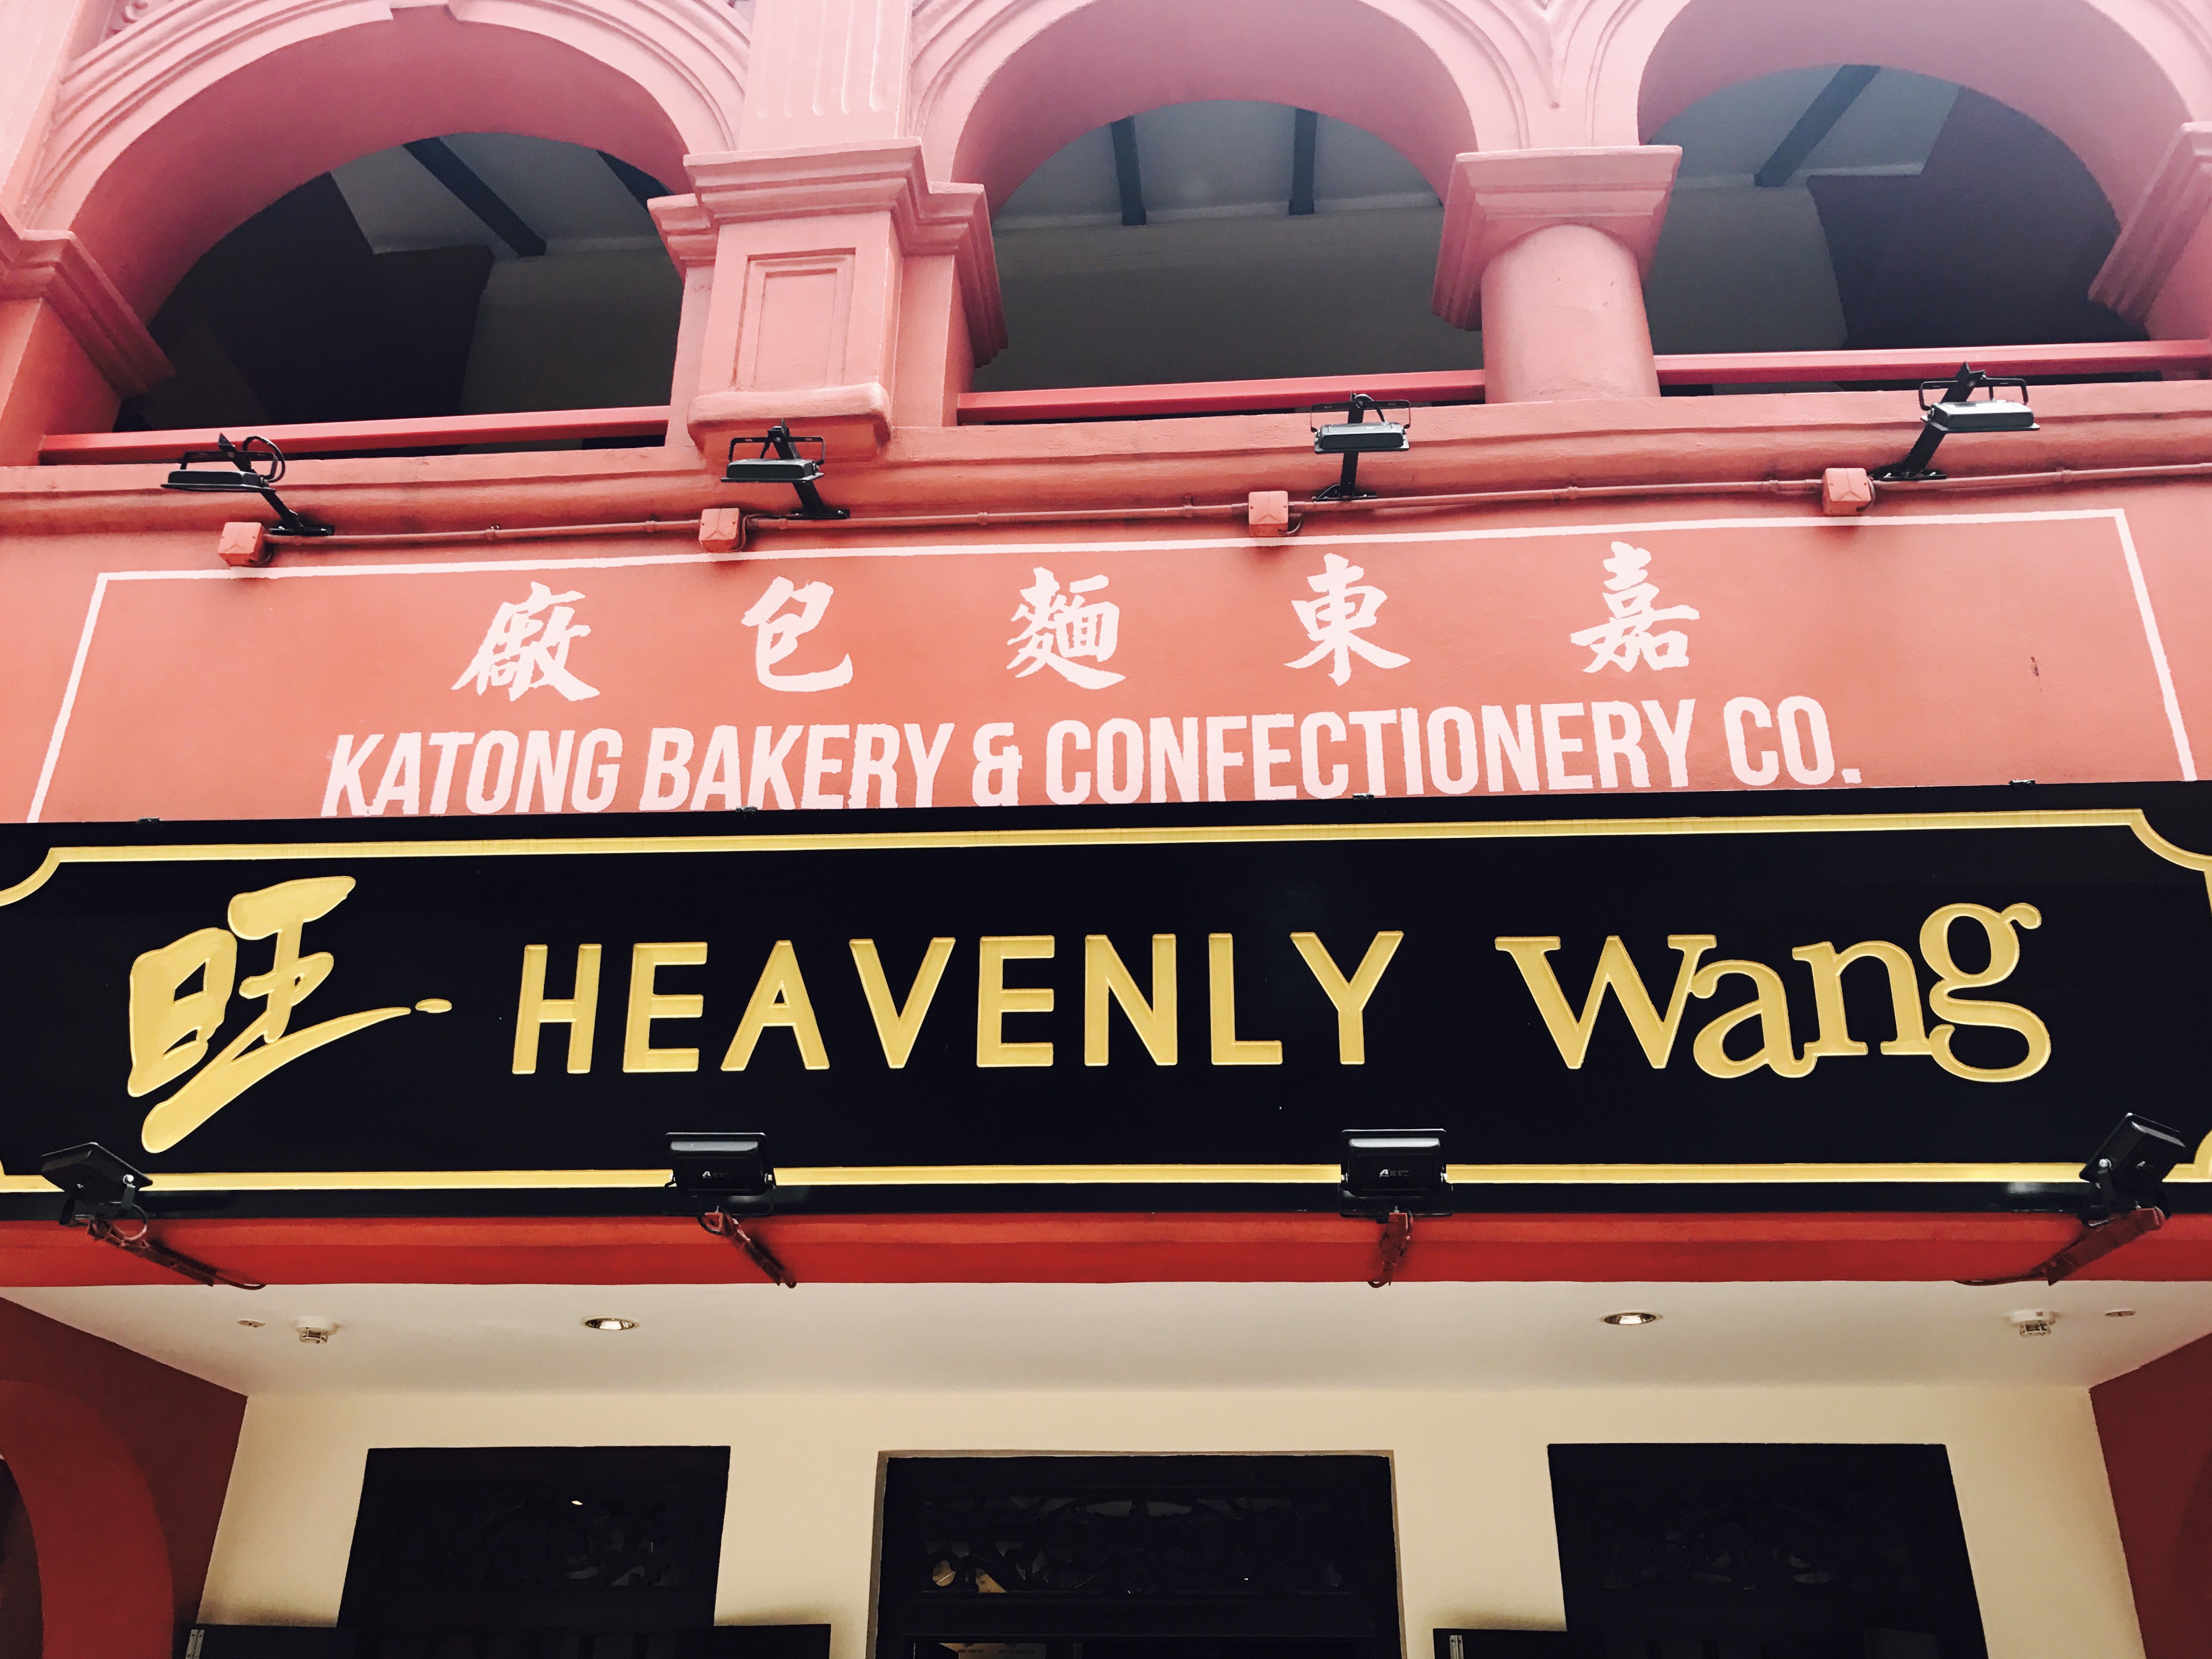 嘉東麵包廠
KATONG BAKERY & CONFECTIONERY CO.
旺 HEAVENLY Wang